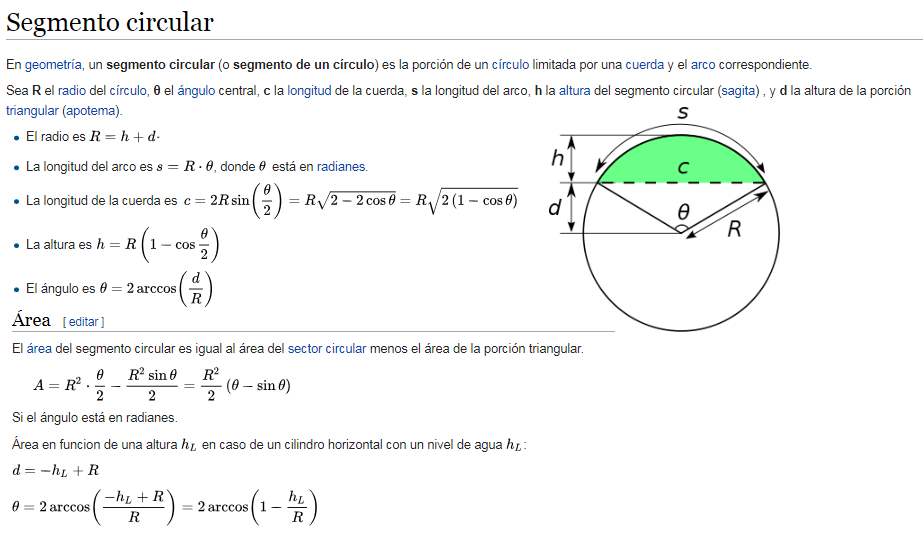 Segmento circular
En geometría, un segmento circular (o segmento de un círculo) es la porción de un círculo limitada por una cuerda y el arco correspondiente.
Sea R el radio del círculo, θ el ángulo central, c la longitud de la cuerda, s la longitud del arco, h la altura del segmento circular (sagita) , y d la altura de la porción
triangular (apotema).
• El radio es R = h + d·
• La longitud del arco es s = R · θ, donde θ está en radianes.
• La longitud de la cuerda es c = 2R sin(θ/2) = R√(2 − 2 cos θ) = R√(2 (1 − cos θ))
• La altura es h = R (1 − cos θ/2)
• El ángulo es θ = 2 arccos(d/R)
s
h
c
d
θ
R
Área [ editar ]
El área del segmento circular es igual al área del sector circular menos el área de la porción triangular.
A = R² · θ/2 − R² sin θ/2 = R²/2 (θ − sin θ)
Si el ángulo está en radianes.
Área en funcion de una altura h_L en caso de un cilindro horizontal con un nivel de agua h_L :
d = −h_L + R
θ = 2 arccos((−h_L + R)/R) = 2 arccos(1 − h_L/R)